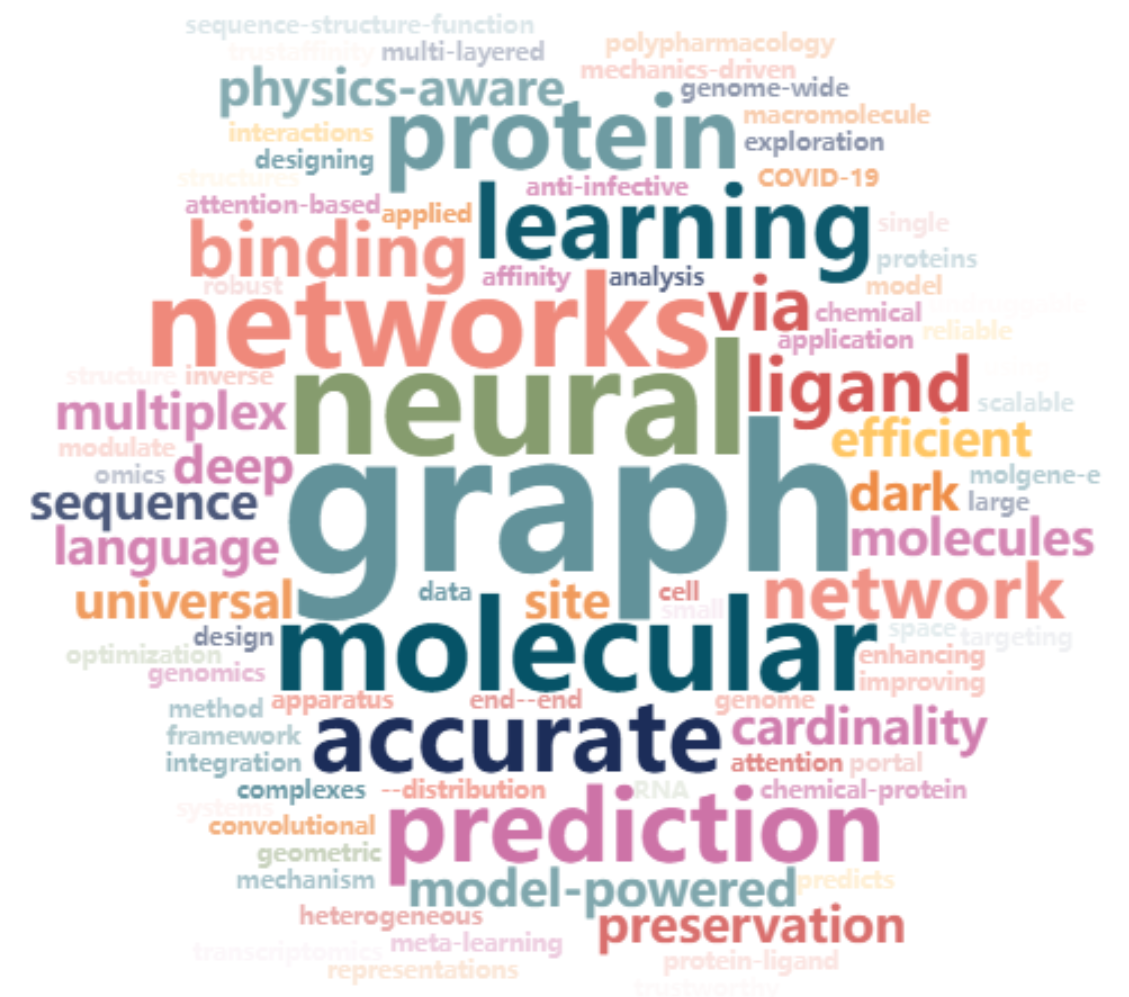 sequence-structure-function
trustaffinity multi-layered polypharmacology
physics-aware mechanics-driven
genome-wide
interactions protein macromolecule
designing exploration
structures anti-infective COVID-19
attention-based applied learning single
binding affinity analysis proteins
robust model
networks via chemical
application reliable
structure inverse neural ligand
multiplex scalable
modulate efficient
omics deep graph dark molgene-e
sequence large
language molecules
universal data site cell network
small
design molecular space targeting
optimization enhancing
genomics improving
method apparatus end--end genome
framework accurate cardinality
integration attention portal
complexes --distribution RNA chemical-protein
systems
convolutional prediction
geometric
mechanism model-powered predicts
heterogeneous preservation
transcriptomics meta-learning
representations protein-ligand
trustworthy